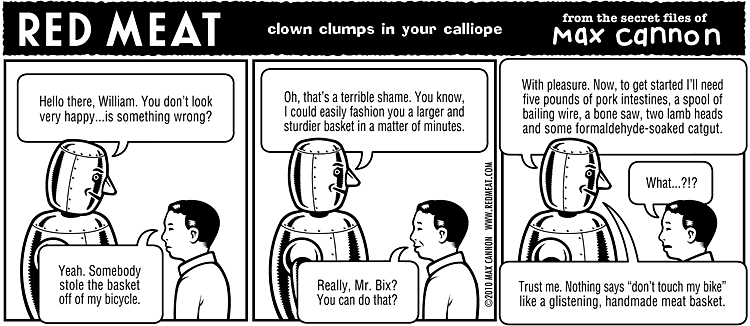 RED MEAT
clown clumps in your calliope
from the secret files of
Max Cannon
Hello there, William. You don't look
very happy...is something wrong?
Yeah. Somebody
stole the basket
off of my bicycle.
Oh, that's a terrible shame. You know,
I could easily fashion you a larger and
sturdier basket in a matter of minutes.
Really, Mr. Bix?
You can do that?
©2010 MAX CANNON WWW.REDMEAT.COM
With pleasure. Now, to get started I'll need
five pounds of pork intestines, a spool of
bailing wire, a bone saw, two lamb heads
and some formaldehyde-soaked catgut.
What...?!?
Trust me. Nothing says “don't touch my bike”
like a glistening, handmade meat basket.